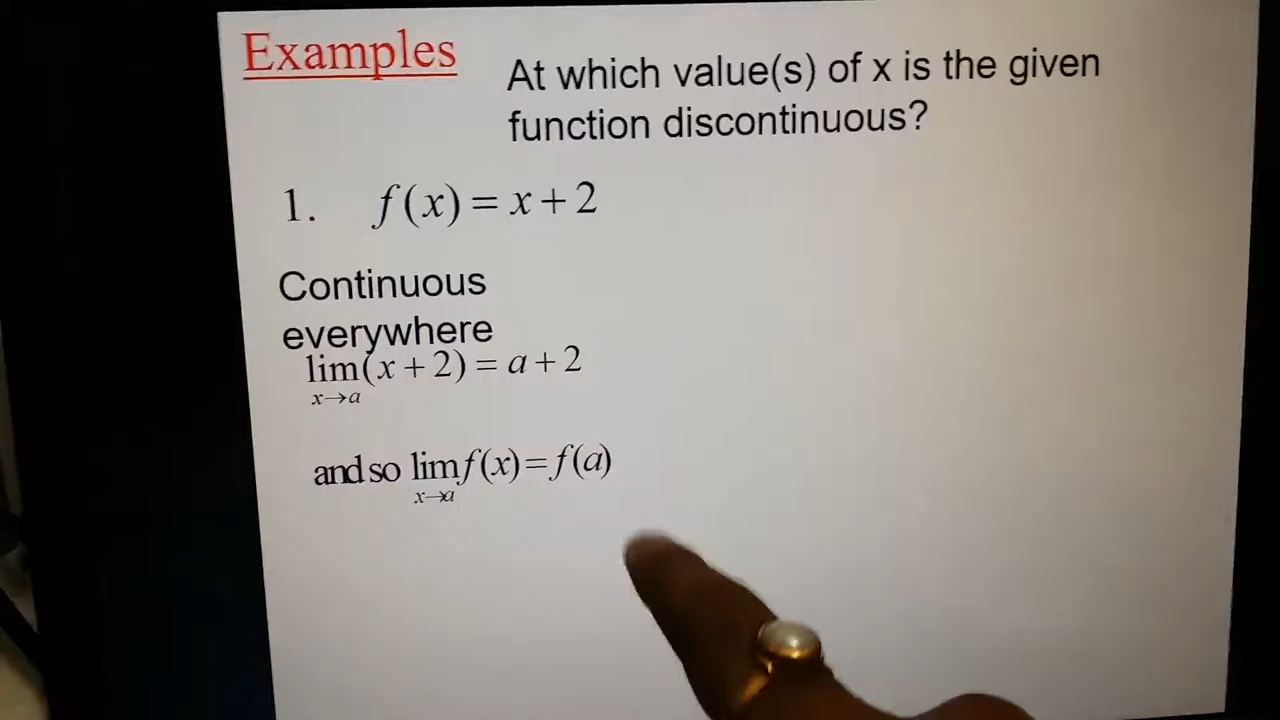 Examples
At which value(s) of x is the given
function discontinuous?
1. f(x) = x + 2
Continuous
everywhere
lim(x + 2) = a + 2
x→a
and so lim f(x) = f(a)
x→a